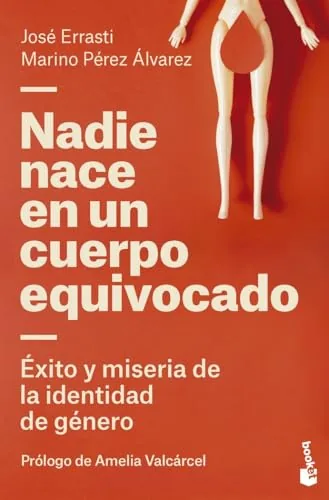 José Errasti
Marino Pérez Álvarez
Nadie
nace
en un
cuerpo
equivocado
Éxito y miseria de
la identidad
de género
Prólogo de Amelia Valcárcel
booket